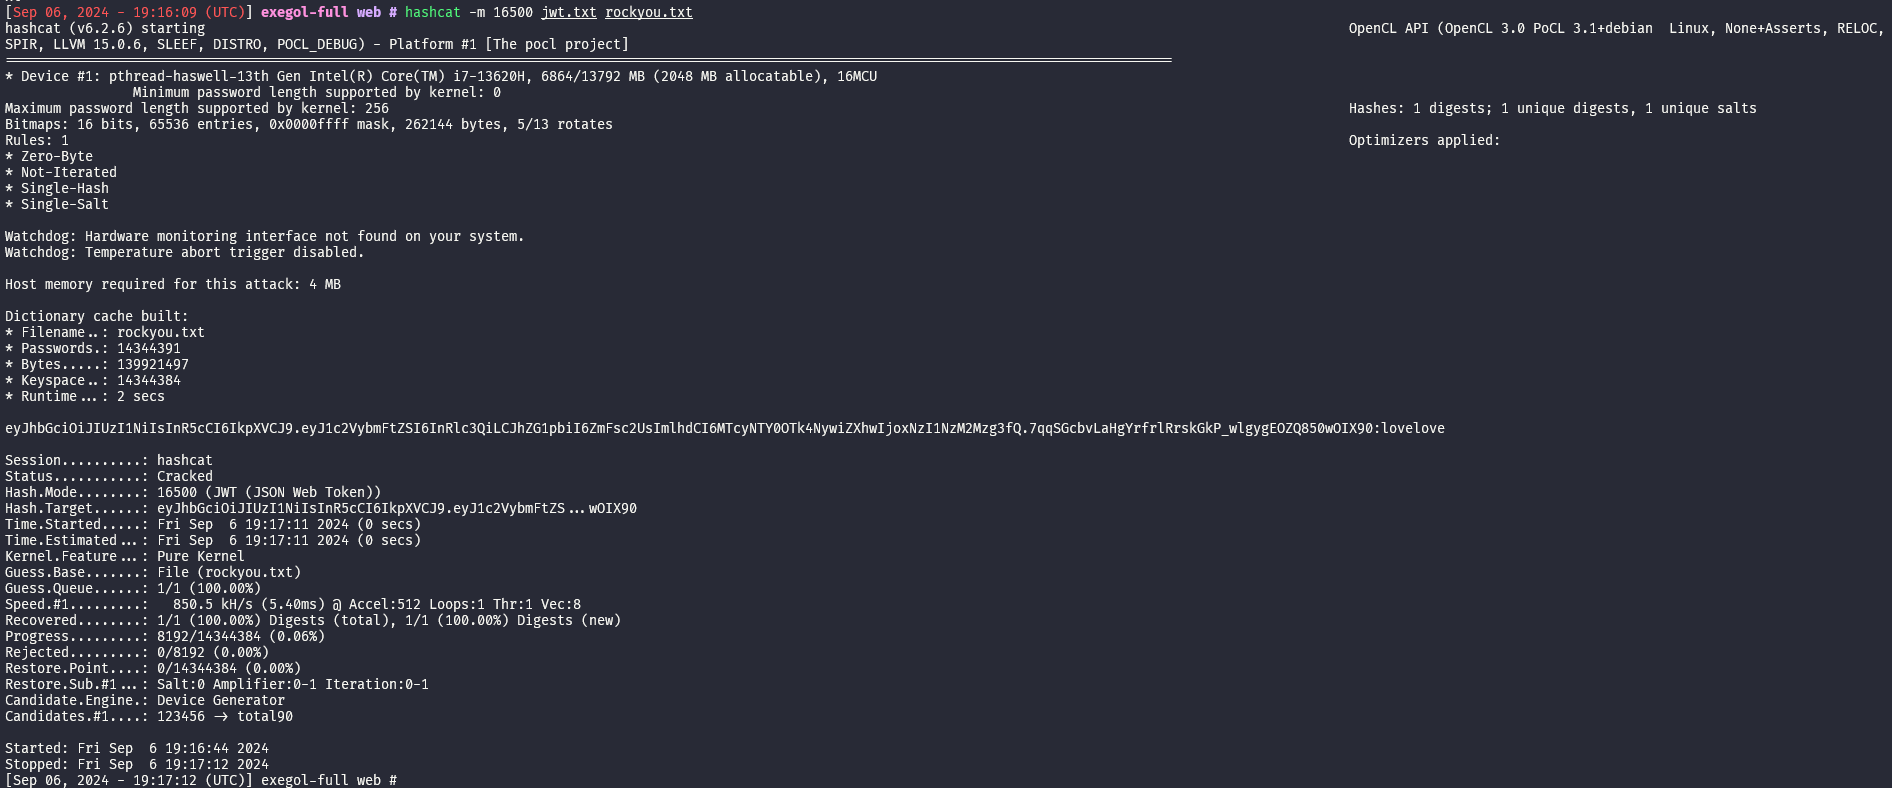 [Sep 06, 2024 - 19:16:09 (UTC)] exegol-full web # hashcat -m 16500 jwt.txt rockyou.txt
hashcat (v6.2.6) starting
OpenCL API (OpenCL 3.0 PoCL 3.1+debian  Linux, None+Asserts, RELOC,
SPIR, LLVM 15.0.6, SLEEF, DISTRO, POCL_DEBUG) - Platform #1 [The pocl project]
* Device #1: pthread-haswell-13th Gen Intel(R) Core(TM) i7-13620H, 6864/13792 MB (2048 MB allocatable), 16MCU
Minimum password length supported by kernel: 0
Maximum password length supported by kernel: 256
Hashes: 1 digests; 1 unique digests, 1 unique salts
Bitmaps: 16 bits, 65536 entries, 0x0000ffff mask, 262144 bytes, 5/13 rotates
Rules: 1
Optimizers applied:
* Zero-Byte
* Not-Iterated
* Single-Hash
* Single-Salt
Watchdog: Hardware monitoring interface not found on your system.
Watchdog: Temperature abort trigger disabled.
Host memory required for this attack: 4 MB
Dictionary cache built:
* Filename..: rockyou.txt
* Passwords.: 14344391
* Bytes.....: 139921497
* Keyspace..: 14344384
* Runtime...: 2 secs
eyJhbGciOiJIUzI1NiIsInR5cCI6IkpXVCJ9.eyJ1c2VybmFtZSI6InRlc3QiLCJhZG1pbiI6ZmFsc2UsImlhdCI6MTcyNTY0OTk4NywiZXhwIjoxNzI1NzM2Mzg3fQ.7qqSGcbvLaHgYrfrlRrskGkP_wlgygEOZQ850wOIX90:lovelove
Session..........: hashcat
Status...........: Cracked
Hash.Mode........: 16500 (JWT (JSON Web Token))
Hash.Target......: eyJhbGciOiJIUzI1NiIsInR5cCI6IkpXVCJ9.eyJ1c2VybmFtZS...wOIX90
Time.Started.....: Fri Sep  6 19:17:11 2024 (0 secs)
Time.Estimated...: Fri Sep  6 19:17:11 2024 (0 secs)
Kernel.Feature...: Pure Kernel
Guess.Base.......: File (rockyou.txt)
Guess.Queue......: 1/1 (100.00%)
Speed.#1.........:   850.5 kH/s (5.40ms) @ Accel:512 Loops:1 Thr:1 Vec:8
Recovered........: 1/1 (100.00%) Digests (total), 1/1 (100.00%) Digests (new)
Progress.........: 8192/14344384 (0.06%)
Rejected.........: 0/8192 (0.00%)
Restore.Point....: 0/14344384 (0.00%)
Restore.Sub.#1...: Salt:0 Amplifier:0-1 Iteration:0-1
Candidate.Engine.: Device Generator
Candidates.#1....: 123456 -> total90
Started: Fri Sep  6 19:16:44 2024
Stopped: Fri Sep  6 19:17:12 2024
[Sep 06, 2024 - 19:17:12 (UTC)] exegol-full web #